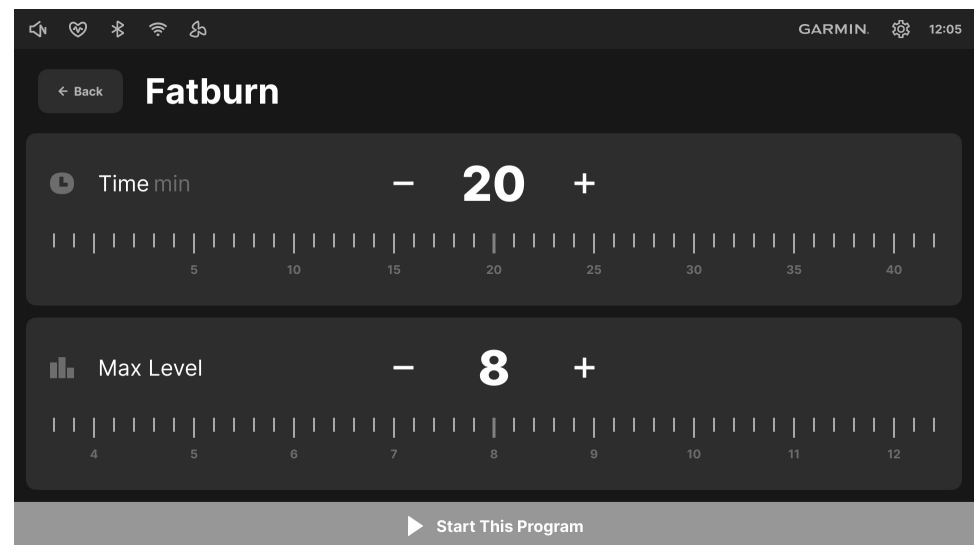 GARMIN. 12:05
← Back Fatburn
Time min − 20 +
5 10 15 20 25 30 35 40
Max Level − 8 +
4 5 6 7 8 9 10 11 12
Start This Program